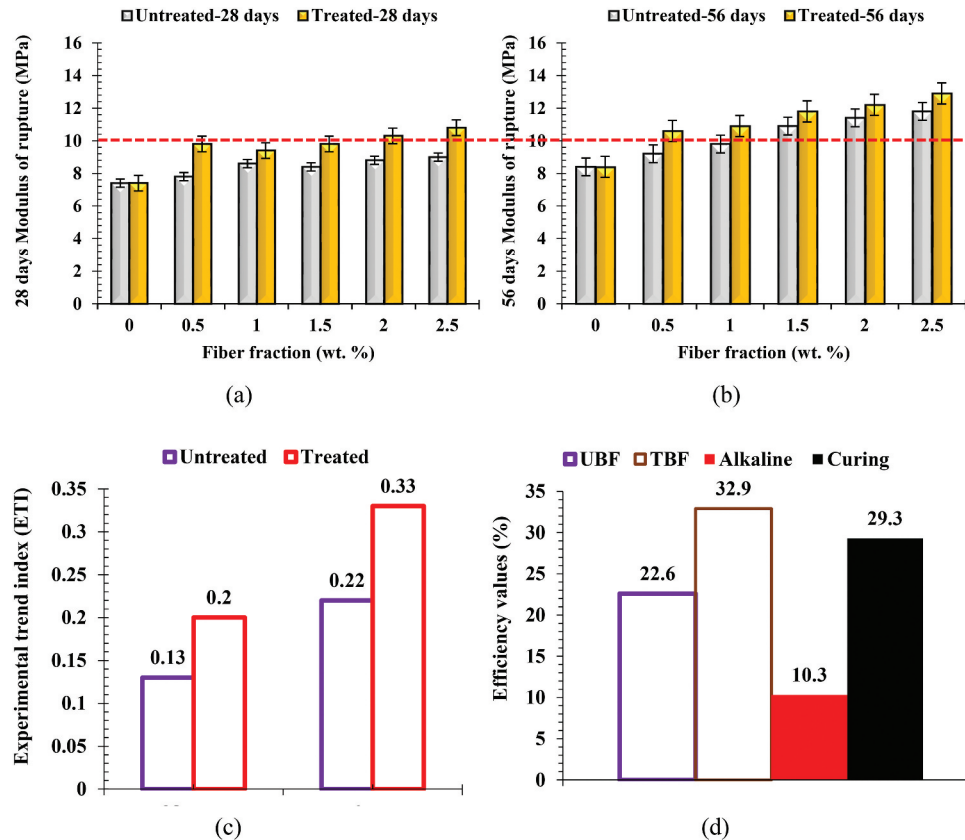 Untreated-28 days Treated-28 days
28 days Modulus of rupture (MPa)
16
14
12
10
8
6
4
2
0
0 0.5 1 1.5 2 2.5
Fiber fraction (wt. %)
(a)
Untreated-56 days Treated-56 days
56 days Modulus of rupture (MPa)
16
14
12
10
8
6
4
2
0
0 0.5 1 1.5 2 2.5
Fiber fraction (wt. %)
(b)
Untreated Treated
Experimental trend index (ETI)
0.35
0.3
0.25
0.2
0.15
0.1
0.05
0
0.13 0.2 0.22 0.33
(c)
UBF TBF Alkaline Curing
Efficiency values (%)
35
30
25
20
15
10
5
0
22.6 32.9 10.3 29.3
(d)